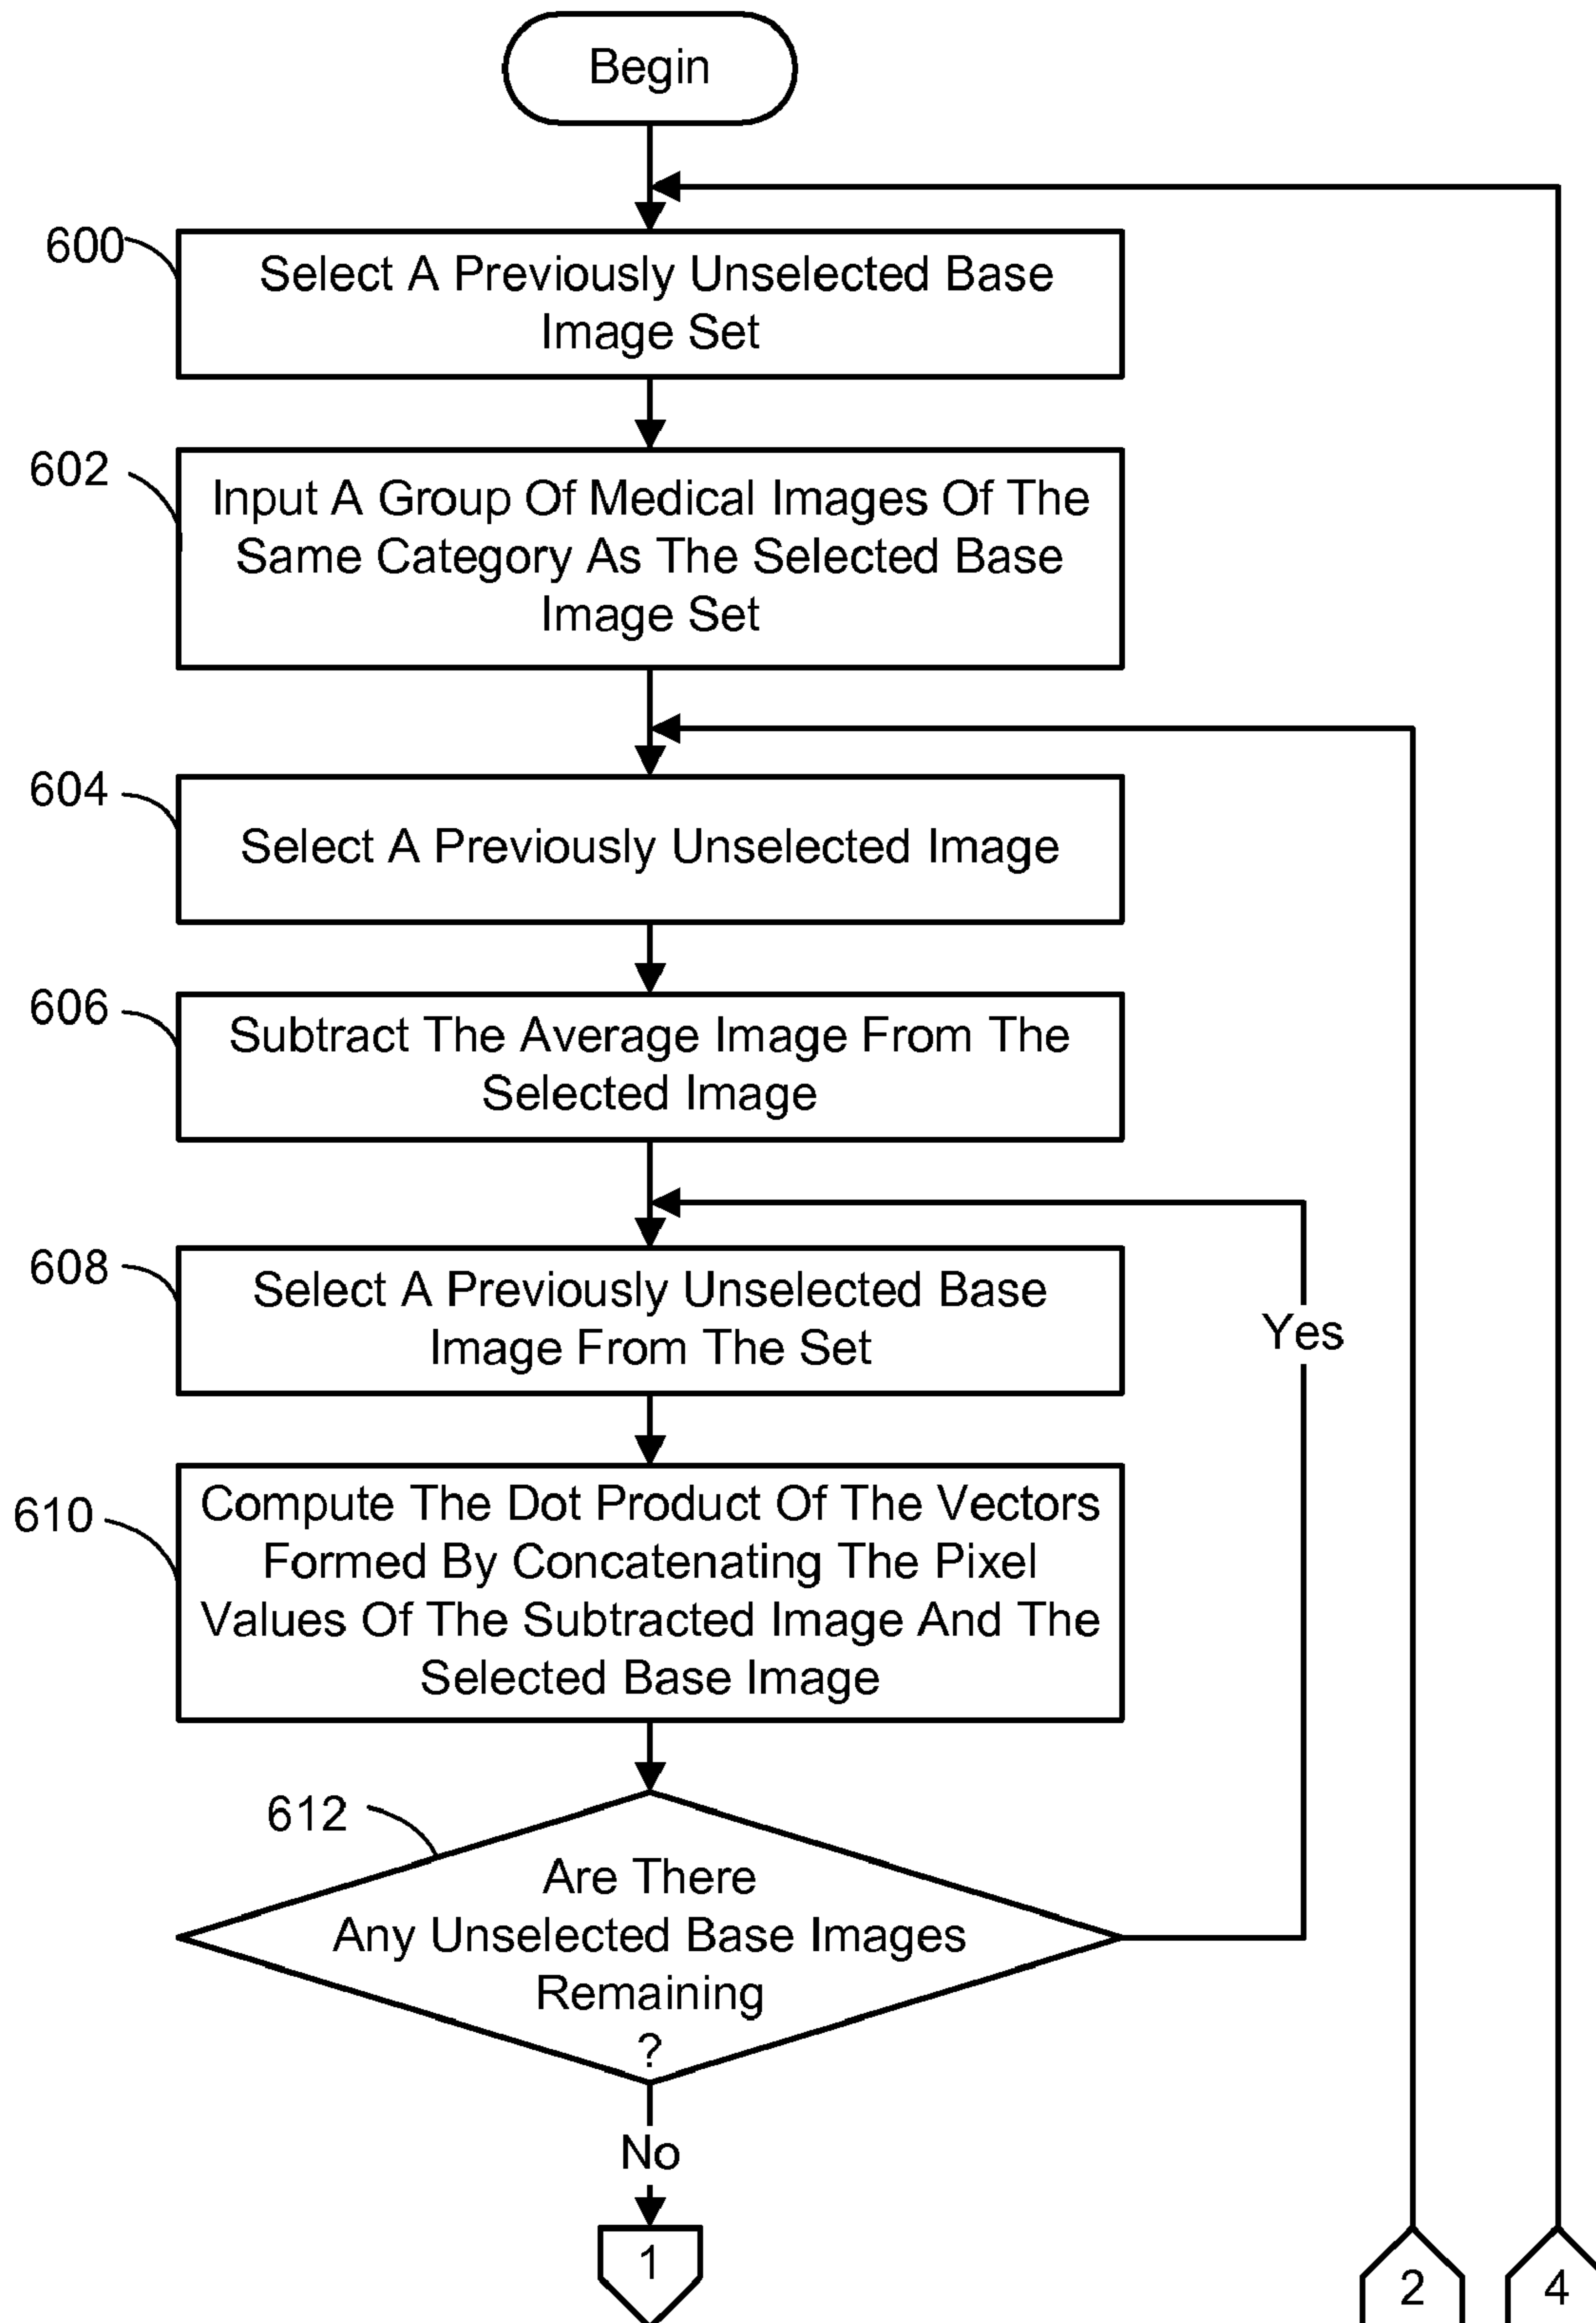 Begin
600
Select A Previously Unselected Base
Image Set
602
Input A Group Of Medical Images Of The
Same Category As The Selected Base
Image Set
604
Select A Previously Unselected Image
606
Subtract The Average Image From The
Selected Image
608
Select A Previously Unselected Base
Image From The Set
Yes
610
Compute The Dot Product Of The Vectors
Formed By Concatenating The Pixel
Values Of The Subtracted Image And The
Selected Base Image
612
Are There
Any Unselected Base Images
Remaining
?
No
1
2
4